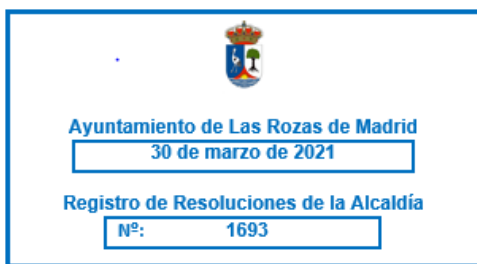 Ayuntamiento de Las Rozas de Madrid
30 de marzo de 2021
Registro de Resoluciones de la Alcaldía
Nº: 1693